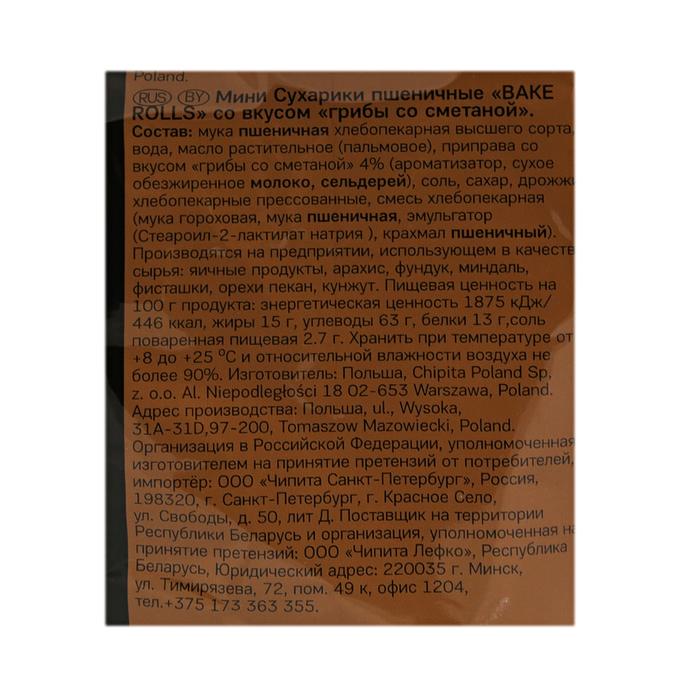 Poland.
RUS BY Мини Сухарики пшеничные «BAKE
ROLLS» со вкусом «грибы со сметаной».
Состав: мука пшеничная хлебопекарная высшего сорта,
вода, масло растительное (пальмовое), приправа со
вкусом «грибы со сметаной» 4% (ароматизатор, сухое
обезжиренное молоко, сельдерей), соль, сахар, дрожжи
хлебопекарные прессованные, смесь хлебопекарная
(мука гороховая, мука пшеничная, эмульгатор
(Стеароил-2-лактилат натрия ), крахмал пшеничный).
Производятся на предприятии, использующем в качестве
сырья: яичные продукты, арахис, фундук, миндаль,
фисташки, орехи пекан, кунжут. Пищевая ценность на
100 г продукта: энергетическая ценность 1875 кДж/
446 ккал, жиры 15 г, углеводы 63 г, белки 13 г,соль
поваренная пищевая 2.7 г. Хранить при температуре от
+8 до +25 ºС и относительной влажности воздуха не
более 90%. Изготовитель: Польша, Chipita Poland Sp,
z. o.o. Al. Niepodległości 18 02-653 Warszawa, Poland.
Адрес производства: Польша, ul., Wysoka,
31A-31D,97-200, Tomaszow Mazowiecki, Poland.
Организация в Российской Федерации, уполномоченная
изготовителем на принятие претензий от потребителей,
импортёр: ООО «Чипита Санкт-Петербург», Россия,
198320, г. Санкт-Петербург, г. Красное Село,
ул. Свободы, д. 50, лит Д. Поставщик на территории
Республики Беларусь и организация, уполномоченная на
принятие претензий: ООО «Чипита Лефко», Республика
Беларусь, Юридический адрес: 220035 г. Минск,
ул. Тимирязева, 72, пом. 49 к, офис 1204,
тел.+375 173 363 355.